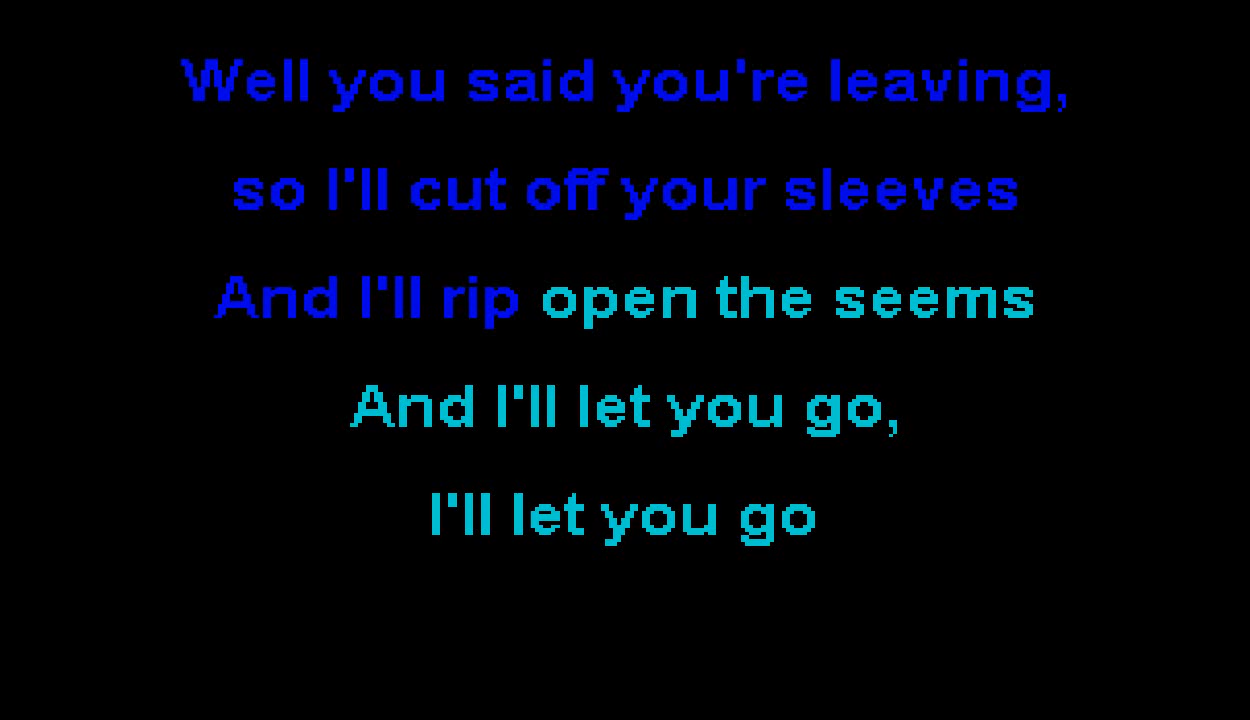 Well you said you're leaving,
so I'll cut off your sleeves
And I'll rip open the seems
And I'll let you go,
I'll let you go